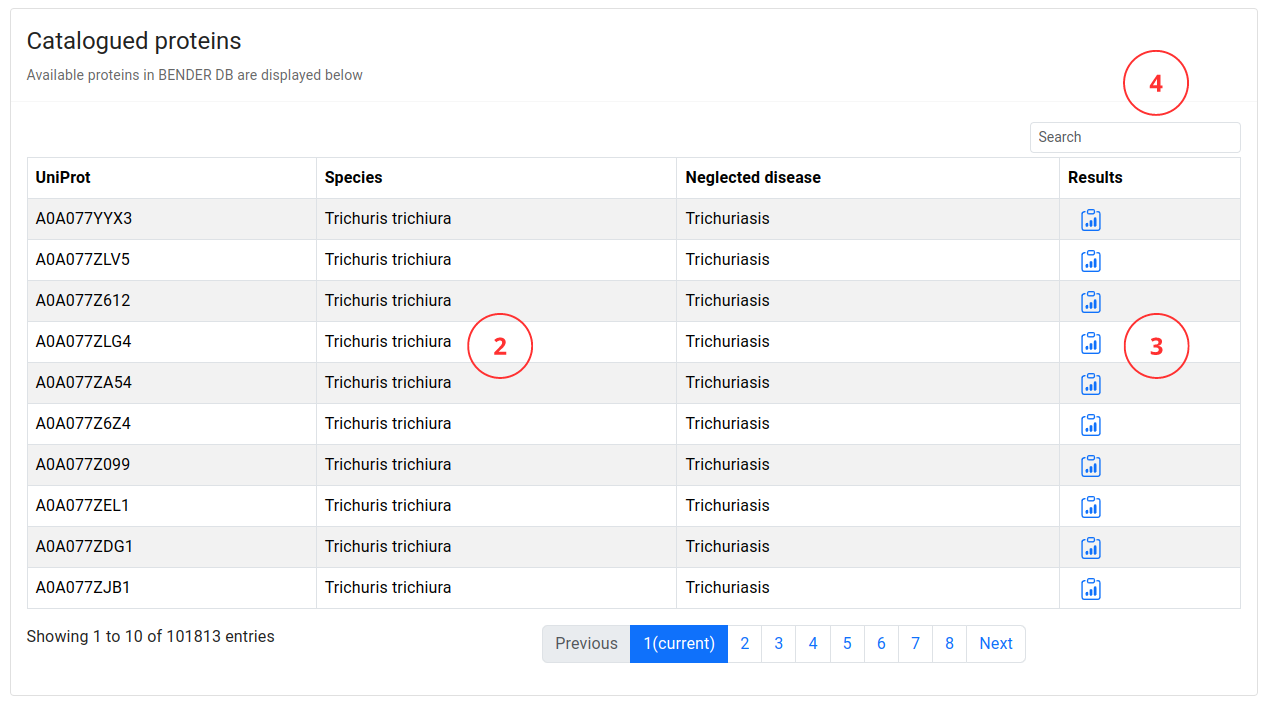 Catalogued proteins
Available proteins in BENDER DB are displayed below
4
Search
UniProt Species Neglected disease Results
A0A077YYX3 Trichuris trichiura Trichuriasis
A0A077ZLV5 Trichuris trichiura Trichuriasis
A0A077Z612 Trichuris trichiura Trichuriasis
A0A077ZLG4 Trichuris trichiura 2 Trichuriasis 3
A0A077ZA54 Trichuris trichiura Trichuriasis
A0A077Z6Z4 Trichuris trichiura Trichuriasis
A0A077Z099 Trichuris trichiura Trichuriasis
A0A077ZEL1 Trichuris trichiura Trichuriasis
A0A077ZDG1 Trichuris trichiura Trichuriasis
A0A077ZJB1 Trichuris trichiura Trichuriasis
Showing 1 to 10 of 101813 entries Previous 1(current) 2 3 4 5 6 7 8 Next